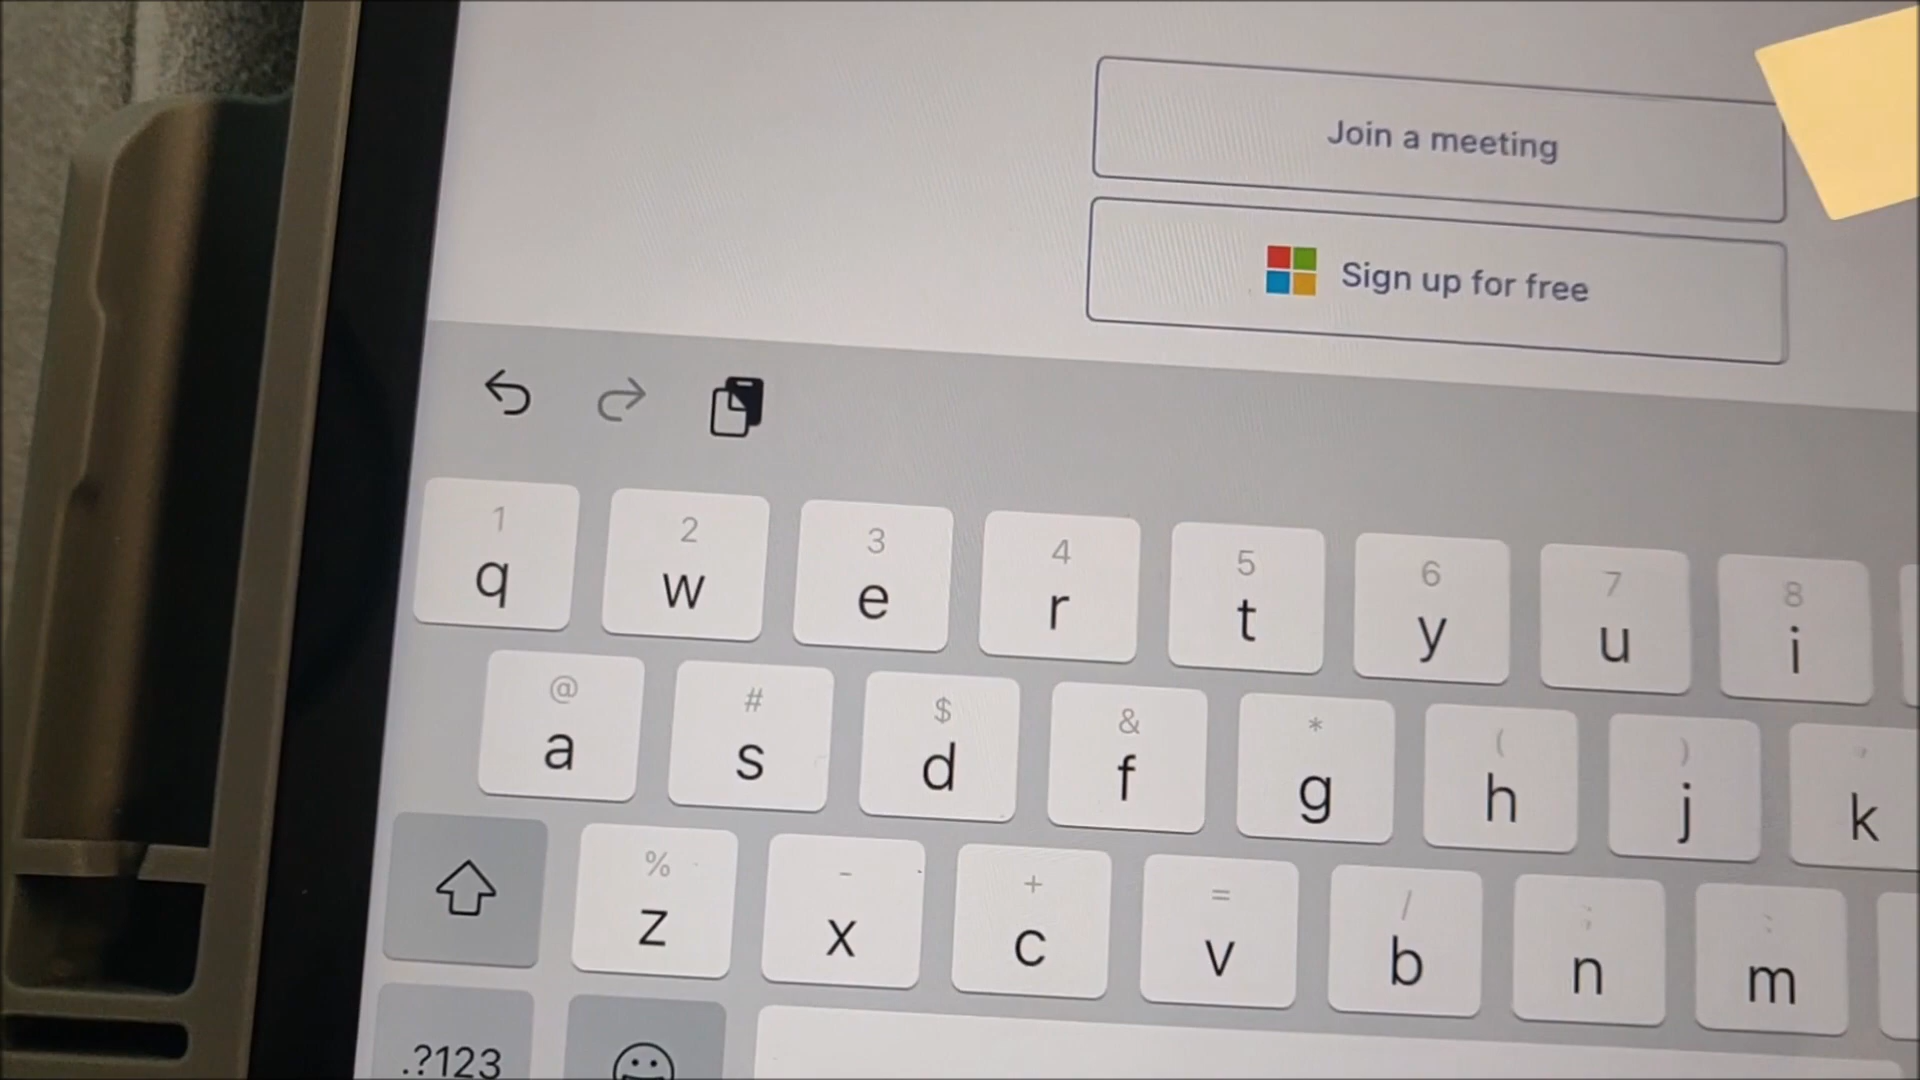 Join a meeting
Sign up for free
1 2 3 4 5 6 7 8
q w e r t y u i
@ # $ & * ( )
a s d f g h j k
% - + = /
z x c v b n m
.?123